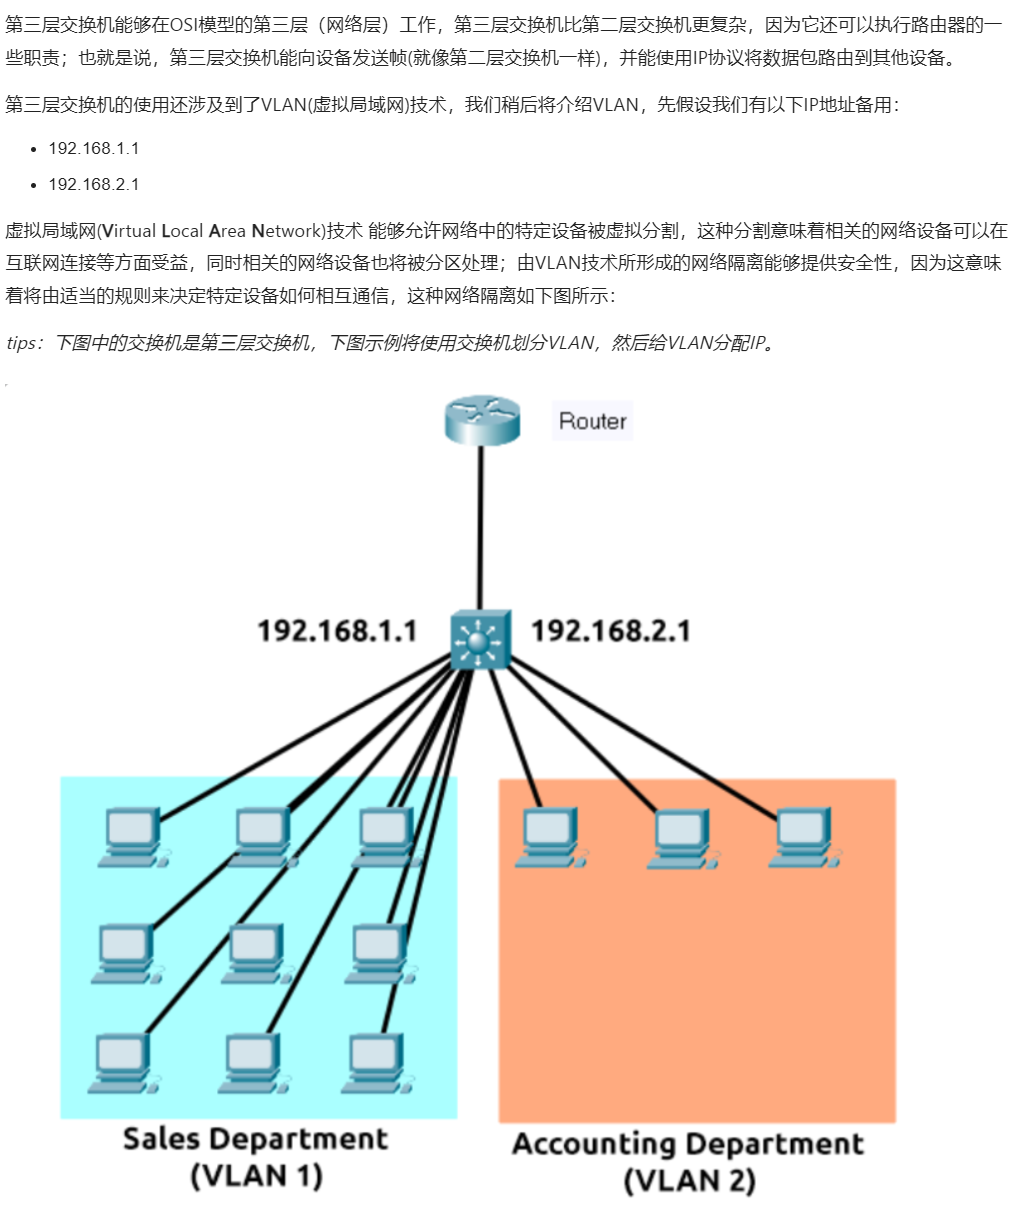 第三层交换机能够在OSI模型的第三层（网络层）工作，第三层交换机比第二层交换机更复杂，因为它还可以执行路由器的一
些职责；也就是说，第三层交换机能向设备发送帧(就像第二层交换机一样)，并能使用IP协议将数据包路由到其他设备。
第三层交换机的使用还涉及到了VLAN(虚拟局域网)技术，我们稍后将介绍VLAN，先假设我们有以下IP地址备用：
• 192.168.1.1
• 192.168.2.1
虚拟局域网(Virtual Local Area Network)技术 能够允许网络中的特定设备被虚拟分割，这种分割意味着相关的网络设备可以在
互联网连接等方面受益，同时相关的网络设备也将被分区处理；由VLAN技术所形成的网络隔离能够提供安全性，因为这意味
着将由适当的规则来决定特定设备如何相互通信，这种网络隔离如下图所示：
tips：下图中的交换机是第三层交换机，下图示例将使用交换机划分VLAN，然后给VLAN分配IP。
Router
192.168.1.1
192.168.2.1
Sales Department
(VLAN 1)
Accounting Department
(VLAN 2)